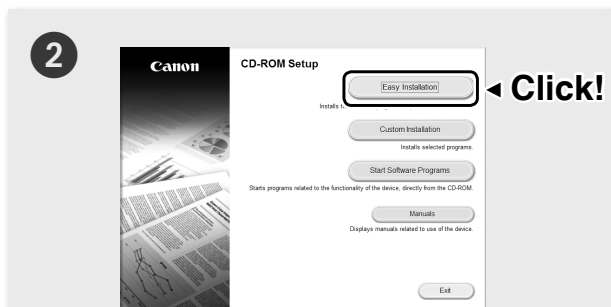 2
Canon
CD-ROM Setup
Easy Installation
◄ Click!
Installs
Custom Installation
Installs selected programs.
Start Software Programs
Starts programs related to the functionality of the device, directly from the CD-ROM.
Manuals
Displays manuals related to use of the device.
Exit